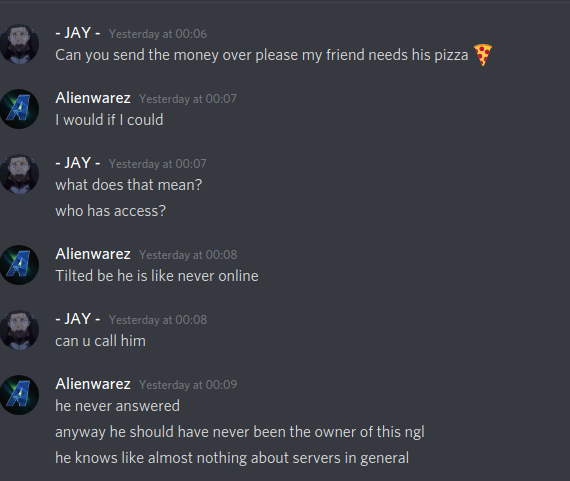 - JAY - Yesterday at 00:06
Can you send the money over please my friend needs his pizza 🍕
Alienwarez Yesterday at 00:07
I would if I could
- JAY - Yesterday at 00:07
what does that mean?
who has access?
Alienwarez Yesterday at 00:08
Tilted be he is like never online
- JAY - Yesterday at 00:08
can u call him
Alienwarez Yesterday at 00:09
he never answered
anyway he should have never been the owner of this ngl
he knows like almost nothing about servers in general